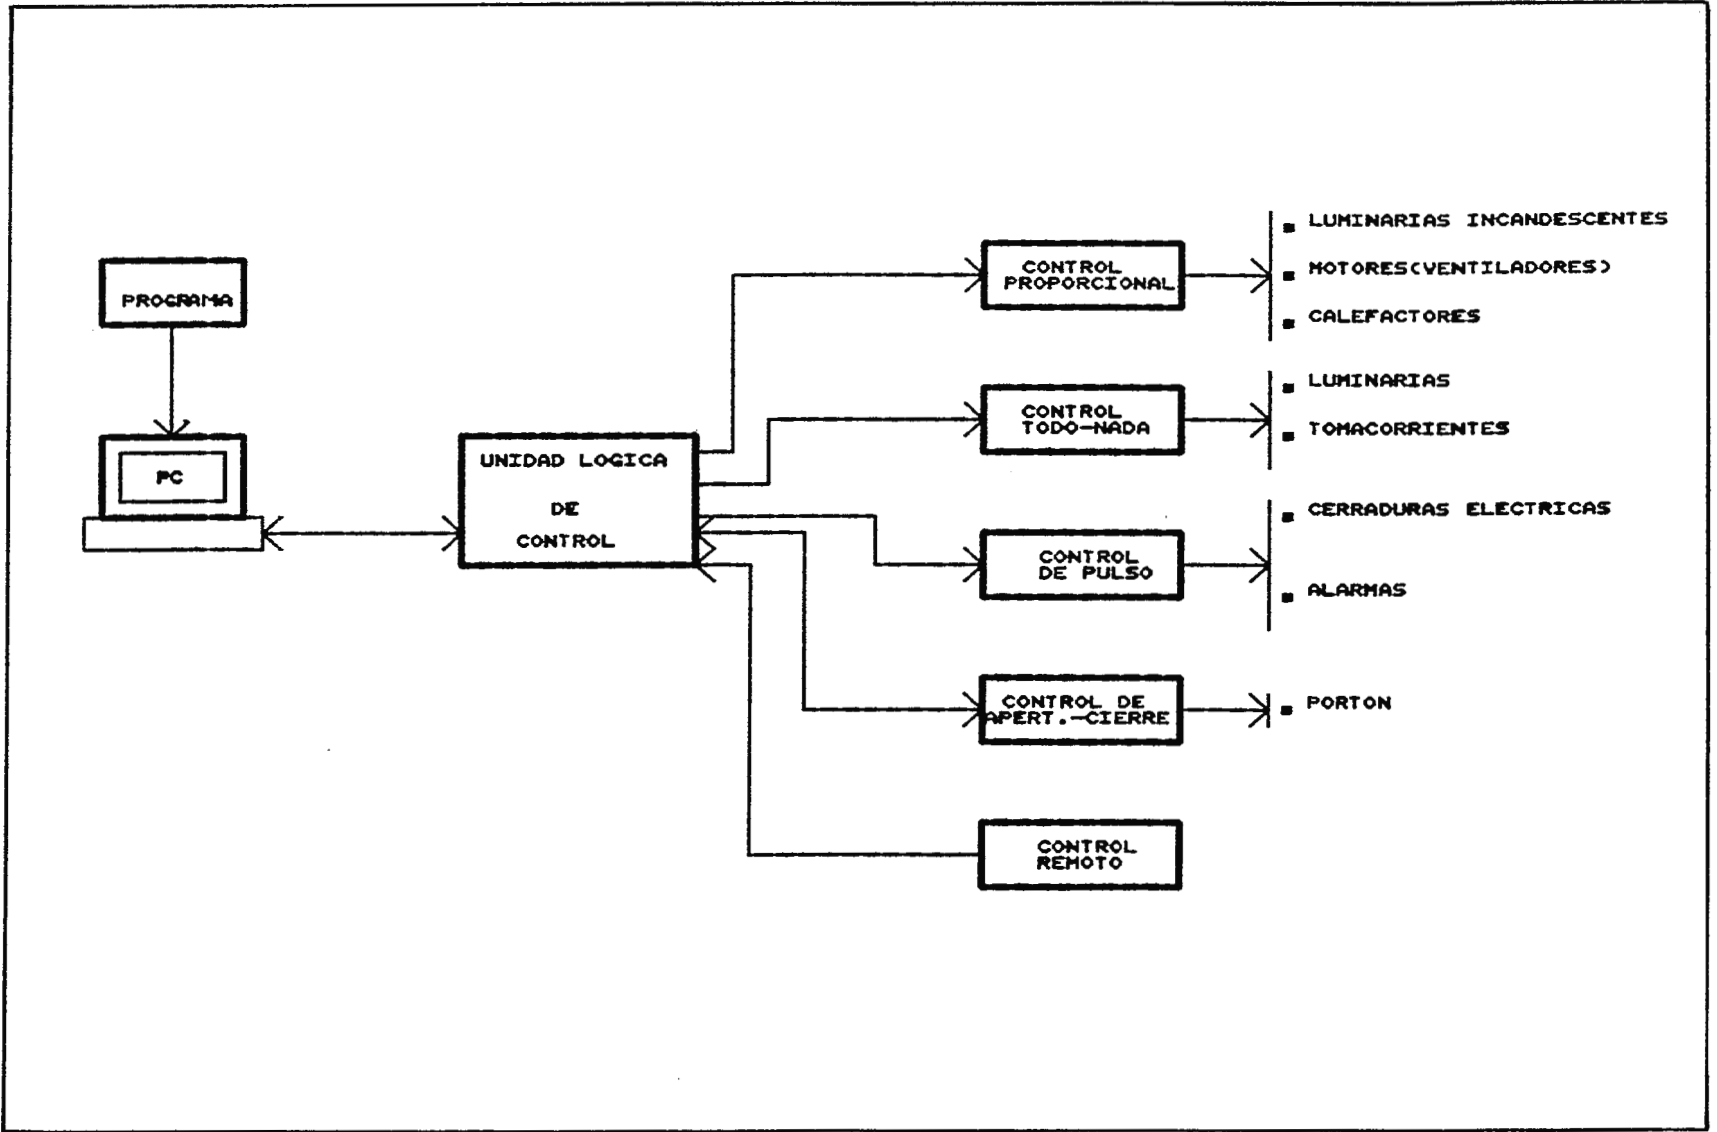 PROGRAMA
PC
UNIDAD LOGICA
DE
CONTROL
CONTROL
PROPORCIONAL
LUMINARIAS INCANDESCENTES
MOTORES(VENTILADORES)
CALEFACTORES
CONTROL
TODO-NADA
LUMINARIAS
TOMACORRIENTES
CONTROL
DE PULSO
CERRADURAS ELECTRICAS
ALARMAS
CONTROL DE
APERT.-CIERRE
PORTON
CONTROL
REMOTO